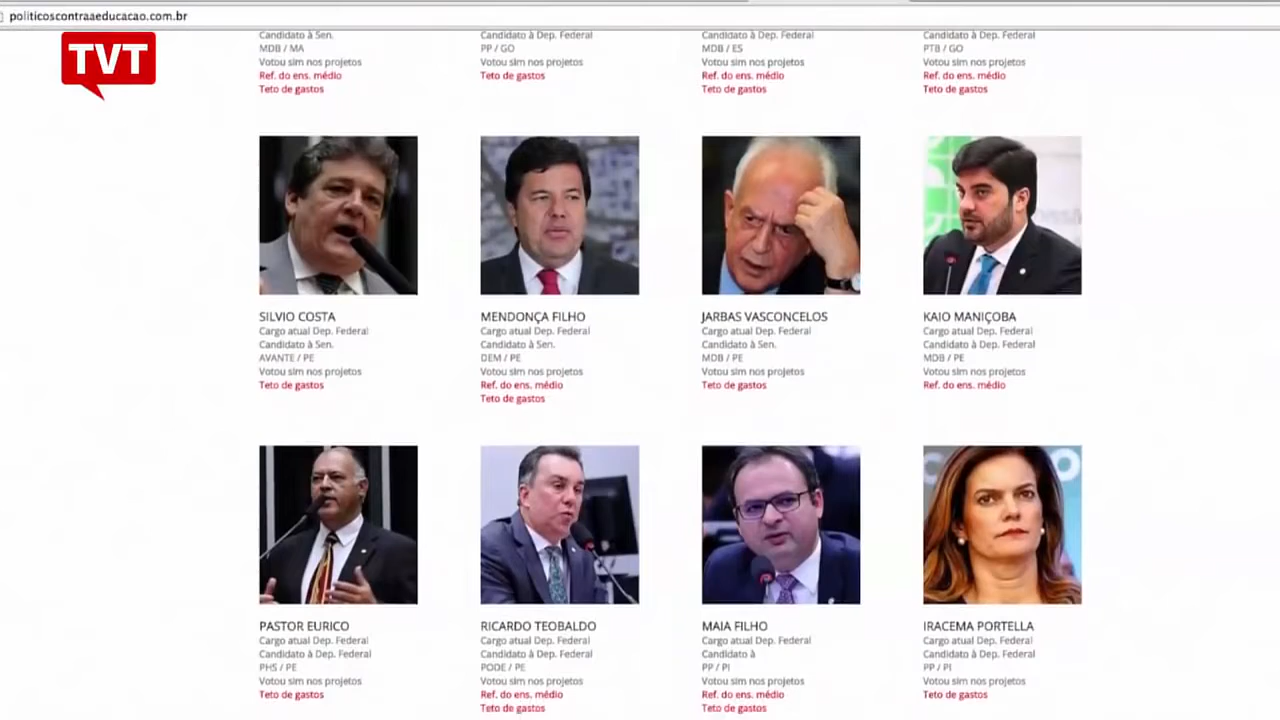 politicoscontraaeducacao.com.br
TVT
Candidato à Sen.
MDB / MA
Votou sim nos projetos
Ref. do ens. médio
Teto de gastos
Candidato à Dep. Federal
PP / GO
Votou sim nos projetos
Teto de gastos
Candidato à Dep. Federal
MDB / ES
Votou sim nos projetos
Ref. do ens. médio
Teto de gastos
Candidato à Dep. Federal
PTB / GO
Votou sim nos projetos
Ref. do ens. médio
Teto de gastos
SILVIO COSTA
Cargo atual Dep. Federal
Candidato à Sen.
AVANTE / PE
Votou sim nos projetos
Teto de gastos
MENDONÇA FILHO
Cargo atual Dep. Federal
Candidato à Sen.
DEM / PE
Votou sim nos projetos
Ref. do ens. médio
Teto de gastos
JARBAS VASCONCELOS
Cargo atual Dep. Federal
Candidato à Sen.
MDB / PE
Votou sim nos projetos
Teto de gastos
KAIO MANIÇOBA
Cargo atual Dep. Federal
Candidato à Dep. Federal
MDB / PE
Votou sim nos projetos
Ref. do ens. médio
PASTOR EURICO
Cargo atual Dep. Federal
Candidato à Dep. Federal
PHS / PE
Votou sim nos projetos
Teto de gastos
RICARDO TEOBALDO
Cargo atual Dep. Federal
Candidato à Dep. Federal
PODE / PE
Votou sim nos projetos
Ref. do ens. médio
Teto de gastos
MAIA FILHO
Cargo atual Dep. Federal
Candidato à
PP / PI
Votou sim nos projetos
Ref. do ens. médio
Teto de gastos
IRACEMA PORTELLA
Cargo atual Dep. Federal
Candidato à Dep. Federal
PP / PI
Votou sim nos projetos
Teto de gastos